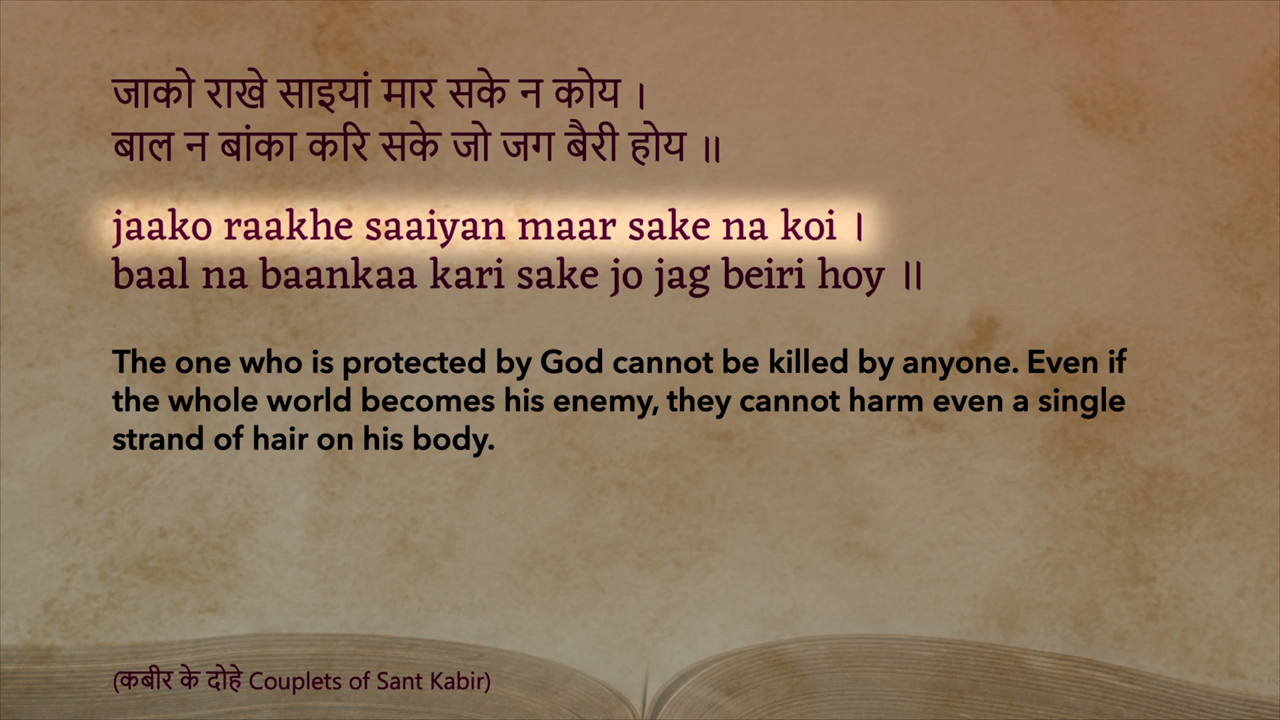 जाको राखे साइयां मार सके न कोय ।
बाल न बांका करि सके जो जग बैरी होय ॥
jaako raakhe saaiyan maar sake na koi ।
baal na baankaa kari sake jo jag beiri hoy ॥
The one who is protected by God cannot be killed by anyone. Even if
the whole world becomes his enemy, they cannot harm even a single
strand of hair on his body.
(कबीर के दोहे Couplets of Sant Kabir)